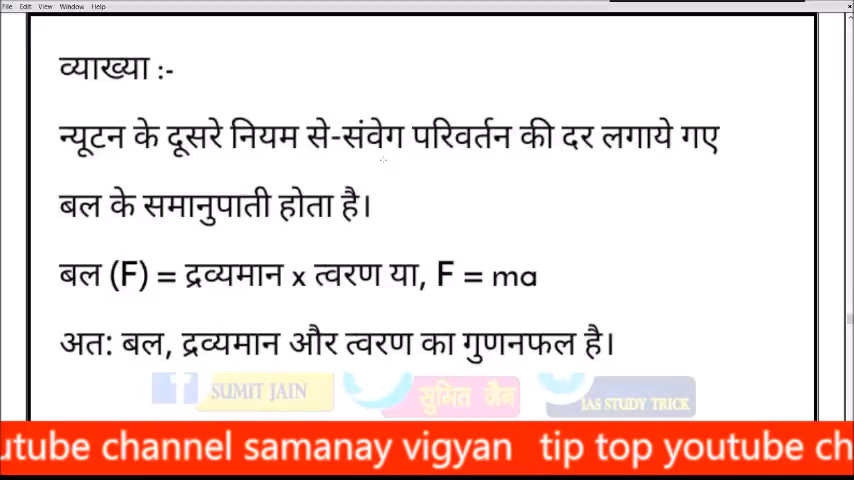 File Edit View Window Help
व्याख्या :-
न्यूटन के दूसरे नियम से-संवेग परिवर्तन की दर लगाये गए
बल के समानुपाती होता है।
बल (F) = द्रव्यमान x त्वरण या, F = ma
अत: बल, द्रव्यमान और त्वरण का गुणनफल है।
SUMIT JAIN सुमित जैन IAS STUDY TRICK
utube channel samanay vigyan tip top youtube ch